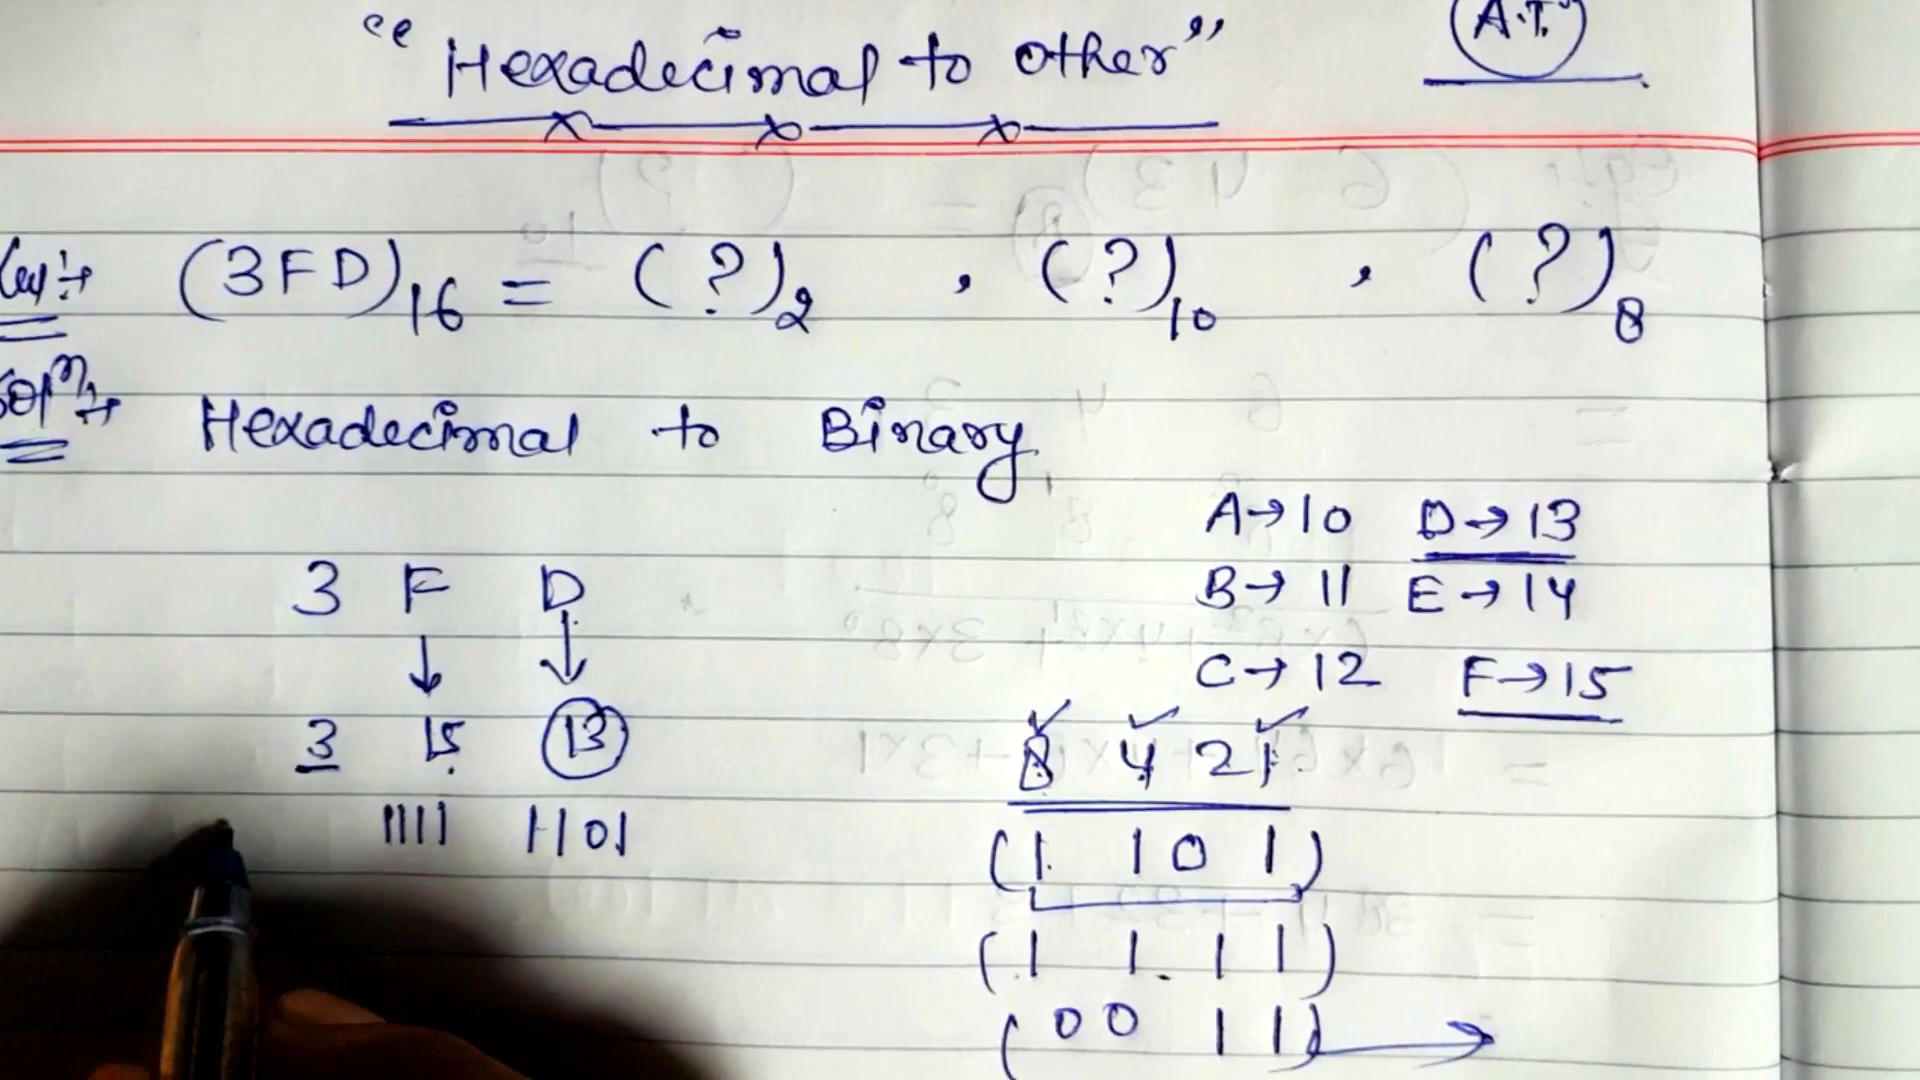 "Hexadecimal to Other"
A.T.
(3FD)16 = (?)2 , (?)10 , (?)8
Solⁿ:→ Hexadecimal to Binary
A→10 D→13
3 F D
B→11 E→14
↓ ↓
C→12 F→15
3 15 13
8 4 2 1
1111 1101
(1 1 0 1)
(1 1 1 1)
(0 0 1 1)→